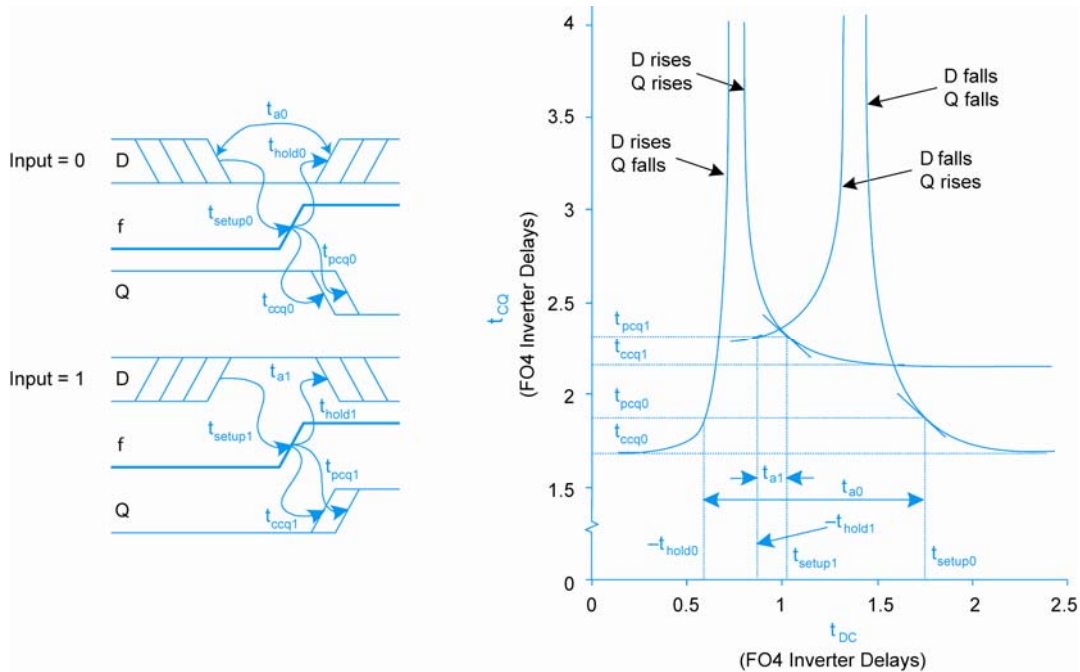 t_a0
Input = 0 D
t_hold0
t_setup0
f
t_pcq0
Q
t_ccq0
Input = 1 D
t_a1
t_hold1
t_setup1
f
t_pcq1
Q
t_ccq1
4
3.5
3
2.5
2
1.5
0
t_CQ
(FO4 Inverter Delays)
D rises
Q rises
D rises
Q falls
D falls
Q falls
D falls
Q rises
t_pcq1
t_ccq1
t_pcq0
t_ccq0
t_a1
t_a0
–t_hold1
–t_hold0
t_setup1
t_setup0
0 0.5 1 1.5 2 2.5
t_DC
(FO4 Inverter Delays)